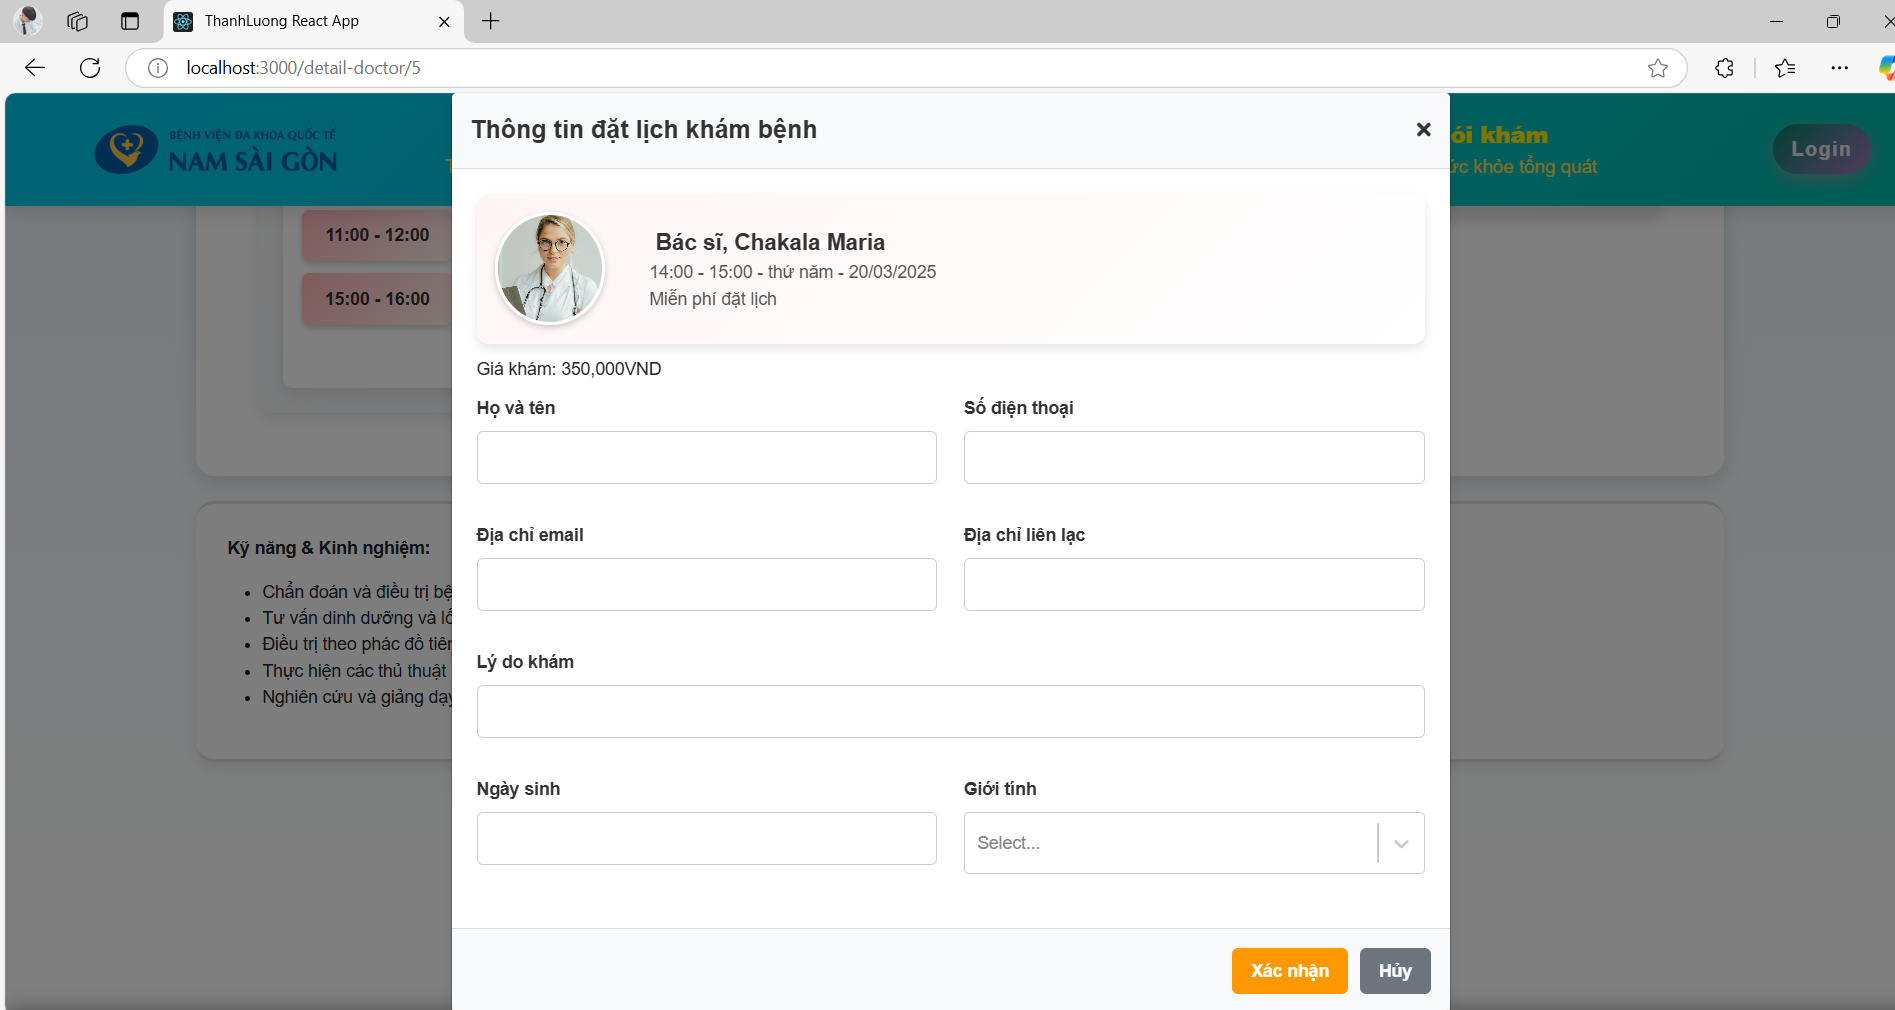 ThanhLuong React App
localhost:3000/detail-doctor/5
BỆNH VIỆN ĐA KHOA QUỐC TẾ
NAM SÀI GÒN
Thông tin đặt lịch khám bệnh
ói khám
ức khỏe tổng quát
Login
11:00 - 12:00
15:00 - 16:00
Bác sĩ, Chakala Maria
14:00 - 15:00 - thứ năm - 20/03/2025
Miễn phí đặt lịch
Giá khám: 350,000VND
Họ và tên
Số điện thoại
Địa chỉ email
Địa chỉ liên lạc
Lý do khám
Ngày sinh
Giới tính
Select...
Kỹ năng & Kinh nghiệm:
Chẩn đoán và điều trị bệ
Tư vấn dinh dưỡng và lố
Điều trị theo phác đồ tiên
Thực hiện các thủ thuật
Nghiên cứu và giảng dạy
Xác nhận
Hủy